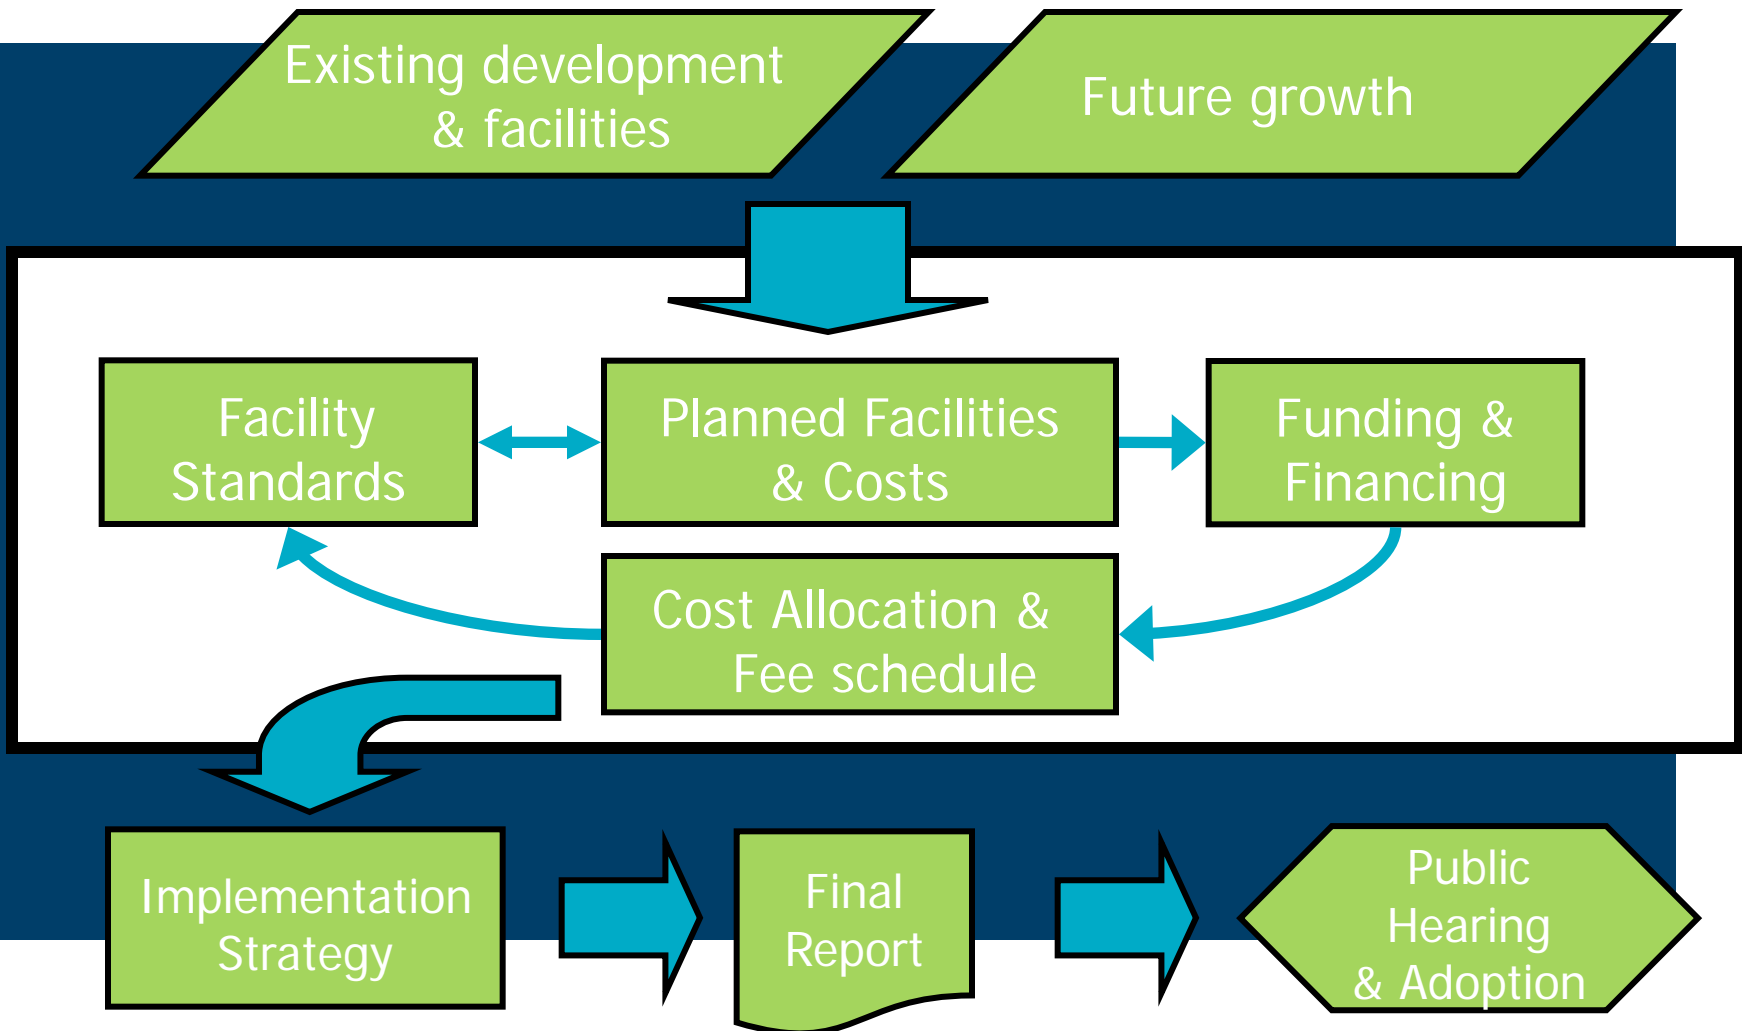 Existing development
& facilities
Future growth
Facility
Standards
Planned Facilities
& Costs
Funding &
Financing
Cost Allocation &
Fee schedule
Implementation
Strategy
Final
Report
Public
Hearing
& Adoption